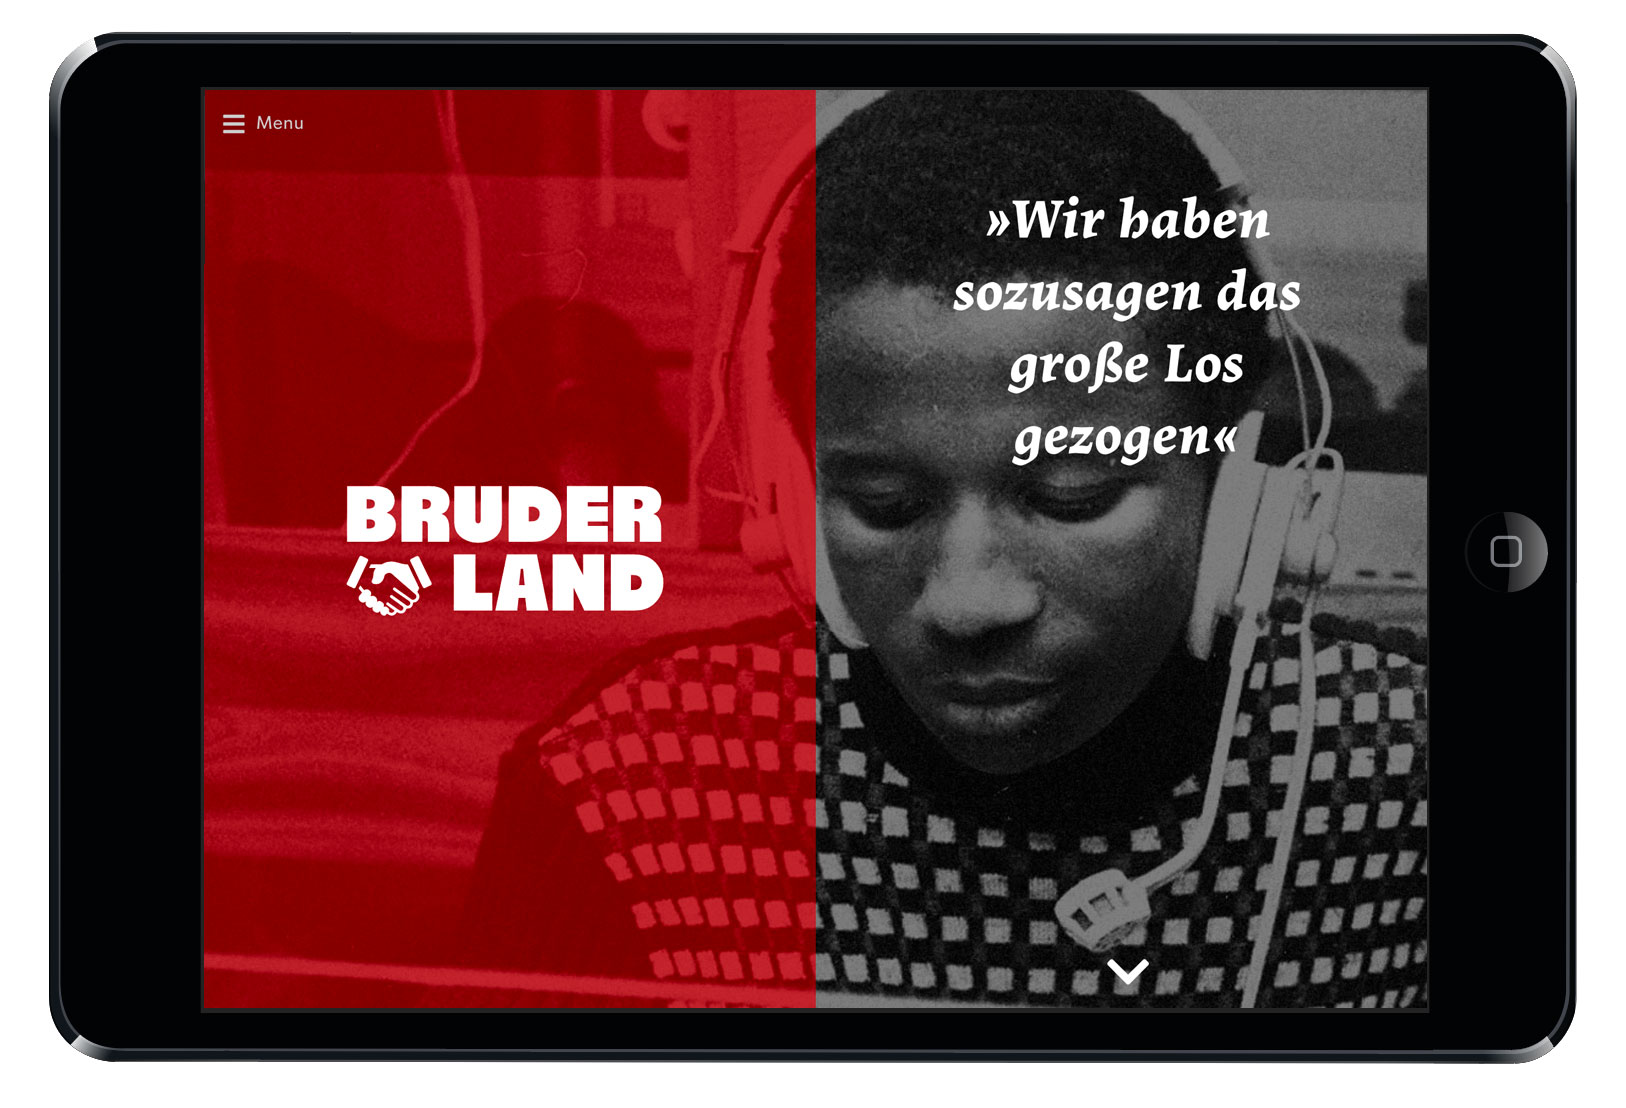 Menu
BRUDER
LAND
»Wir haben
sozusagen das
große Los
gezogen«